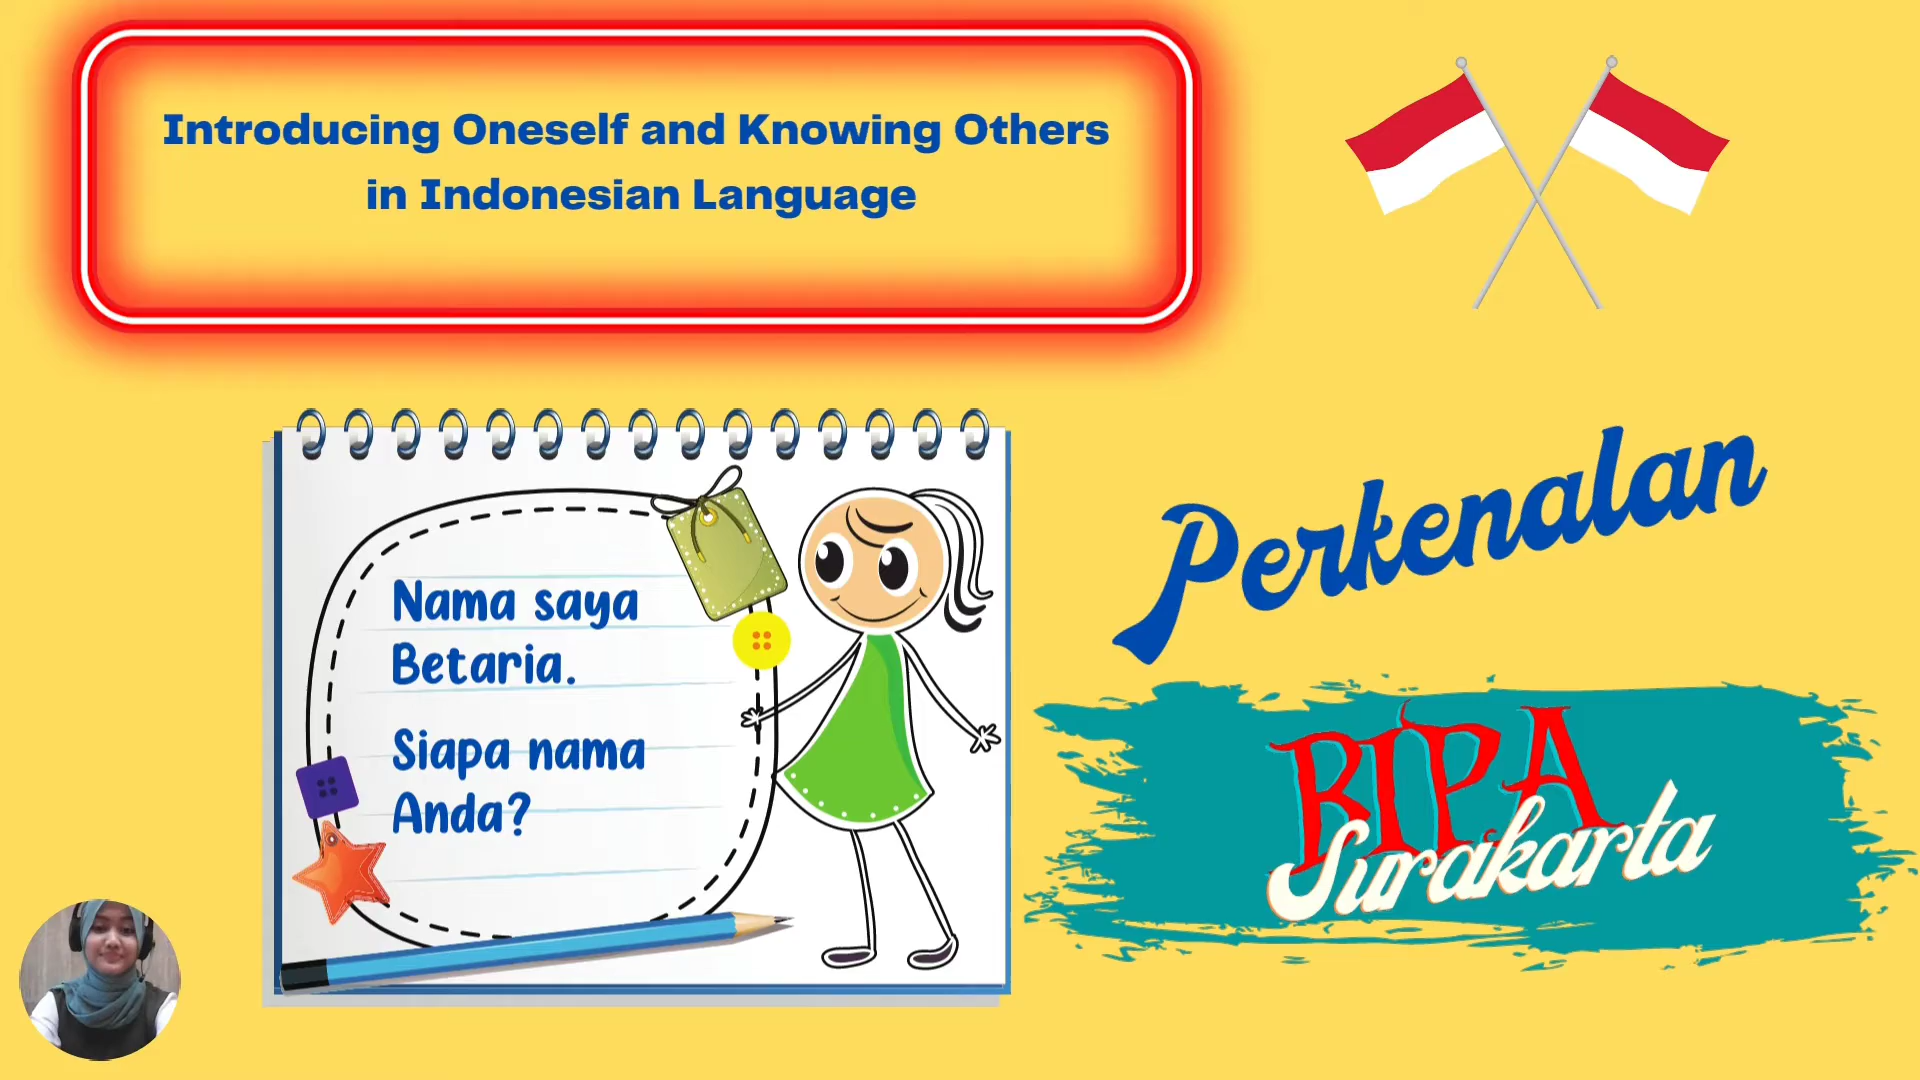 Introducing Oneself and Knowing Others
in Indonesian Language
Nama saya
Betaria.
Siapa nama
Anda?
Perkenalan
BIPA
Surakarta